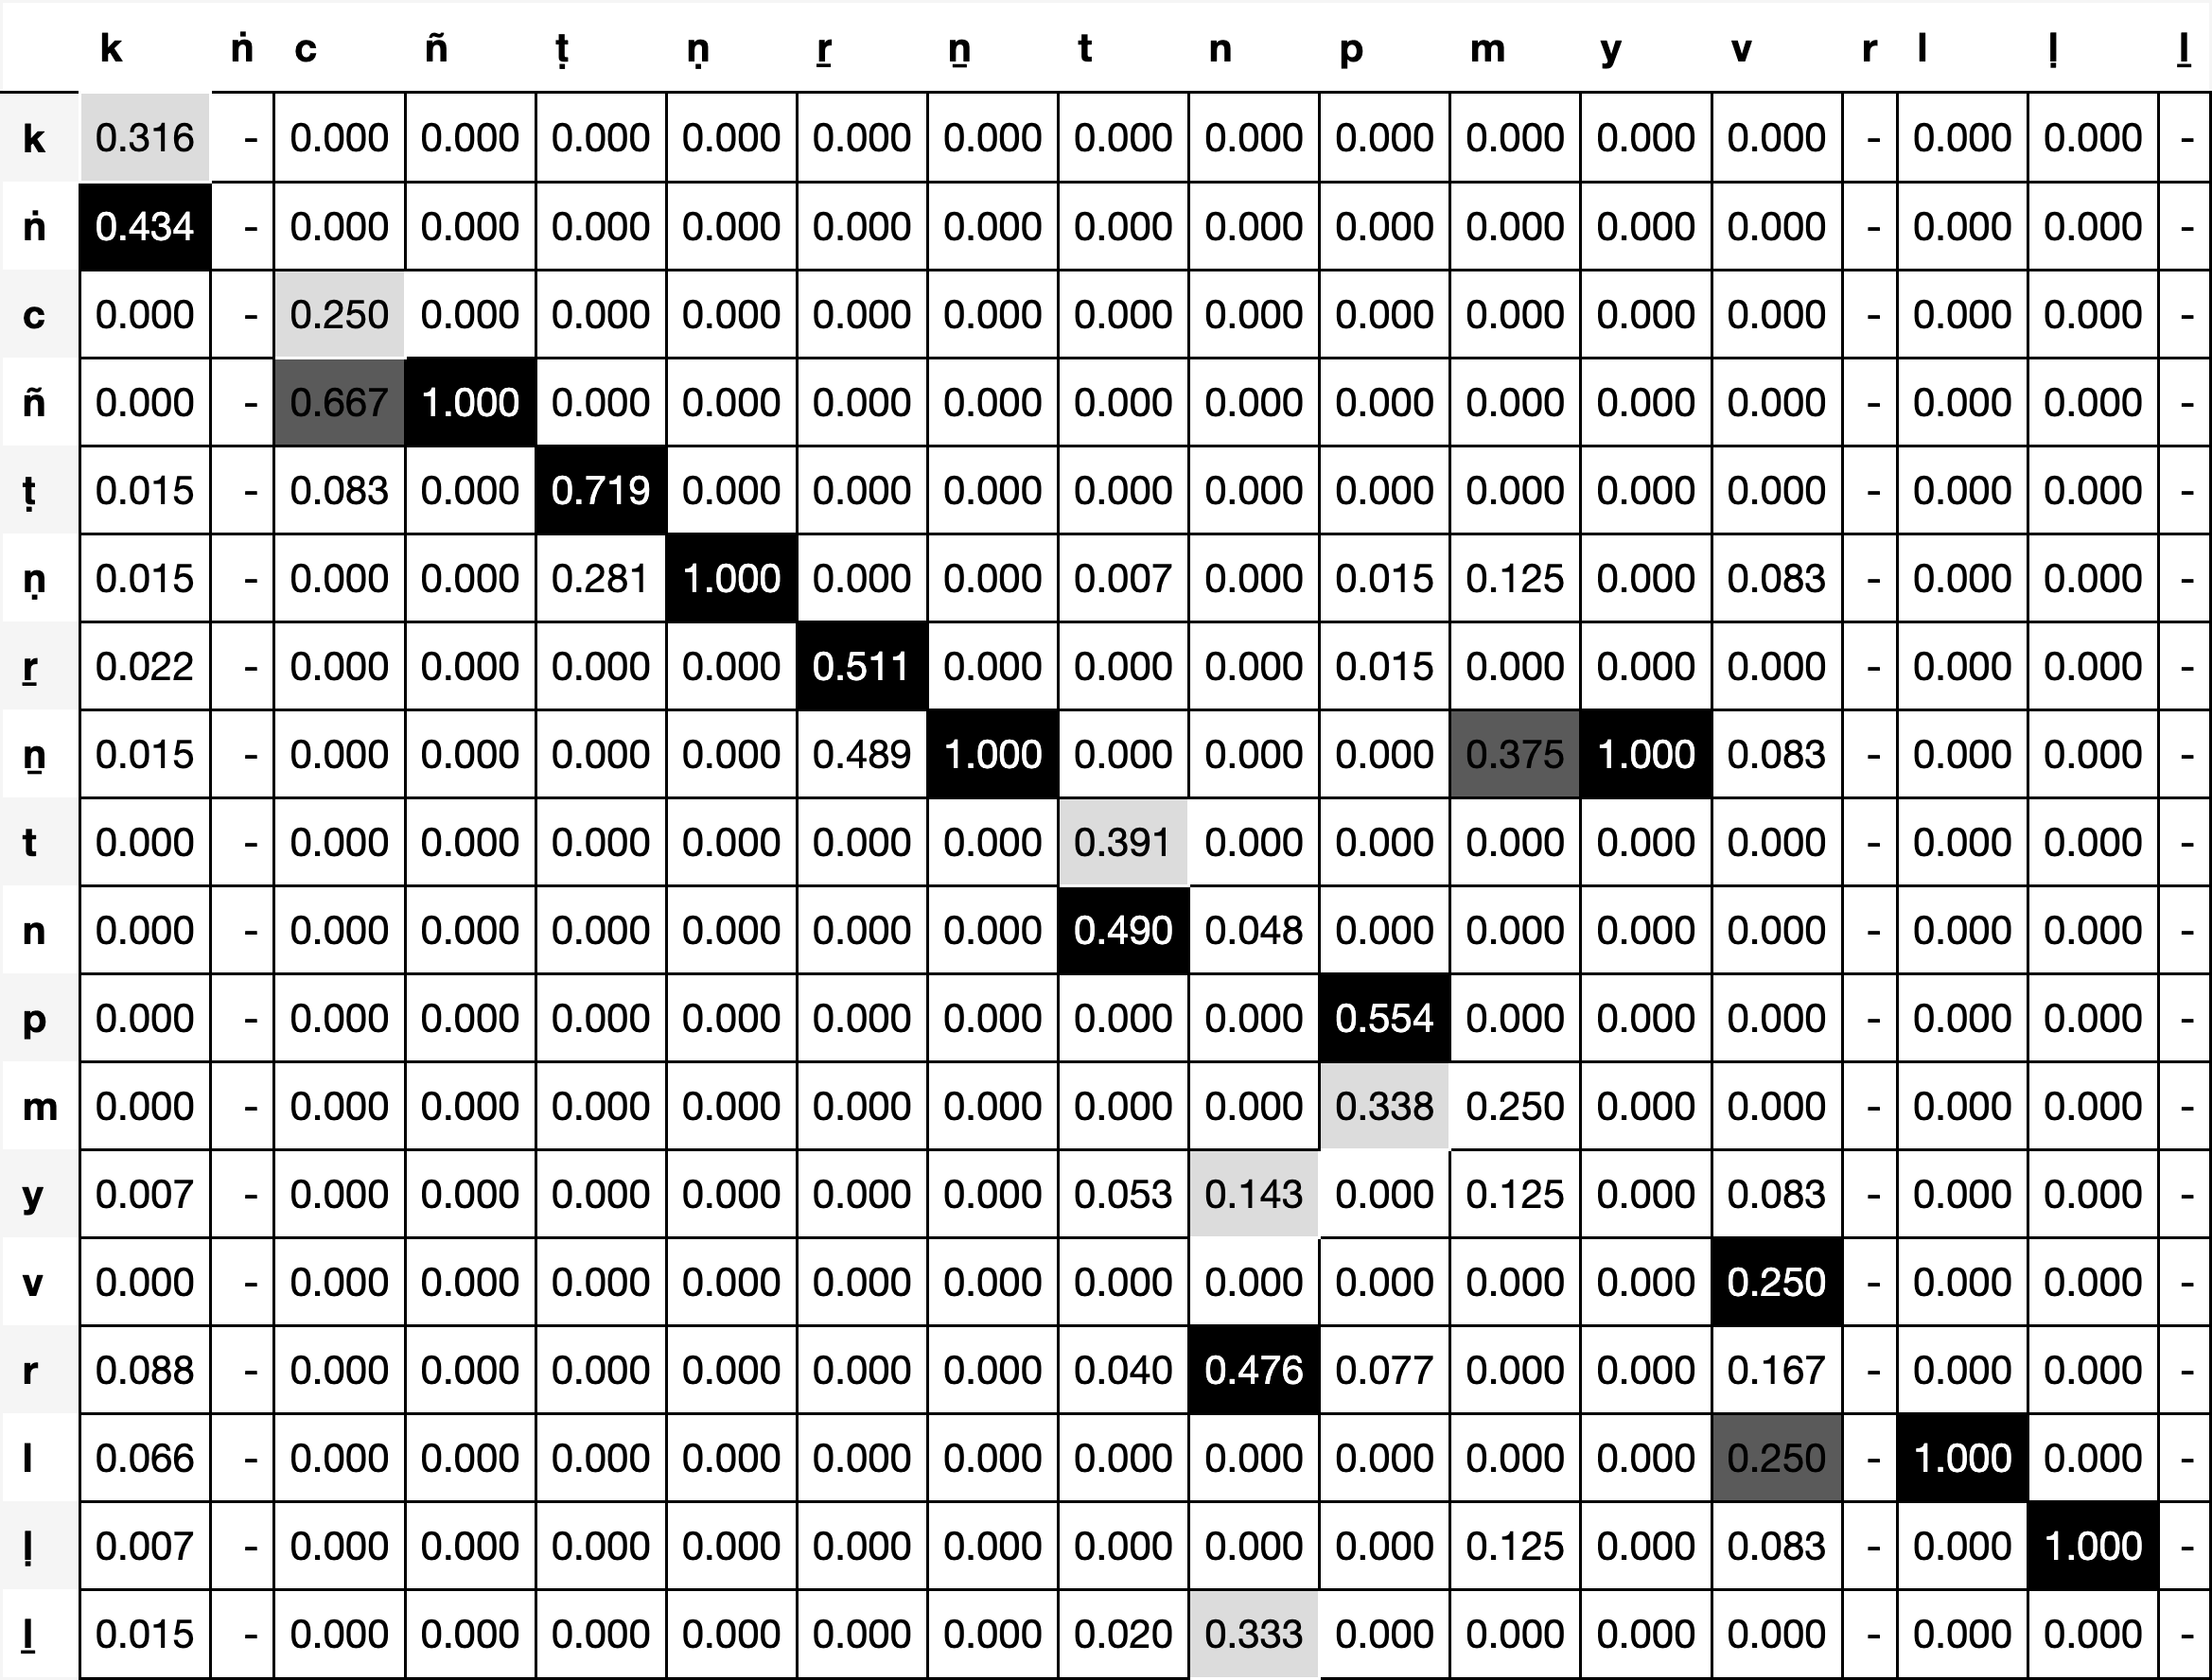 k ṅ c ñ ṭ ṇ ṟ ṉ t n p m y v r l ḷ ḻ
k 0.316 - 0.000 0.000 0.000 0.000 0.000 0.000 0.000 0.000 0.000 0.000 0.000 0.000 - 0.000 0.000 -
ṅ 0.434 - 0.000 0.000 0.000 0.000 0.000 0.000 0.000 0.000 0.000 0.000 0.000 0.000 - 0.000 0.000 -
c 0.000 - 0.250 0.000 0.000 0.000 0.000 0.000 0.000 0.000 0.000 0.000 0.000 0.000 - 0.000 0.000 -
ñ 0.000 - 0.667 1.000 0.000 0.000 0.000 0.000 0.000 0.000 0.000 0.000 0.000 0.000 - 0.000 0.000 -
ṭ 0.015 - 0.083 0.000 0.719 0.000 0.000 0.000 0.000 0.000 0.000 0.000 0.000 0.000 - 0.000 0.000 -
ṇ 0.015 - 0.000 0.000 0.281 1.000 0.000 0.000 0.007 0.000 0.015 0.125 0.000 0.083 - 0.000 0.000 -
ṟ 0.022 - 0.000 0.000 0.000 0.000 0.511 0.000 0.000 0.000 0.015 0.000 0.000 0.000 - 0.000 0.000 -
ṉ 0.015 - 0.000 0.000 0.000 0.000 0.489 1.000 0.000 0.000 0.000 0.375 1.000 0.083 - 0.000 0.000 -
t 0.000 - 0.000 0.000 0.000 0.000 0.000 0.000 0.391 0.000 0.000 0.000 0.000 0.000 - 0.000 0.000 -
n 0.000 - 0.000 0.000 0.000 0.000 0.000 0.000 0.490 0.048 0.000 0.000 0.000 0.000 - 0.000 0.000 -
p 0.000 - 0.000 0.000 0.000 0.000 0.000 0.000 0.000 0.000 0.554 0.000 0.000 0.000 - 0.000 0.000 -
m 0.000 - 0.000 0.000 0.000 0.000 0.000 0.000 0.000 0.000 0.338 0.250 0.000 0.000 - 0.000 0.000 -
y 0.007 - 0.000 0.000 0.000 0.000 0.000 0.000 0.053 0.143 0.000 0.125 0.000 0.083 - 0.000 0.000 -
v 0.000 - 0.000 0.000 0.000 0.000 0.000 0.000 0.000 0.000 0.000 0.000 0.000 0.250 - 0.000 0.000 -
r 0.088 - 0.000 0.000 0.000 0.000 0.000 0.000 0.040 0.476 0.077 0.000 0.000 0.167 - 0.000 0.000 -
l 0.066 - 0.000 0.000 0.000 0.000 0.000 0.000 0.000 0.000 0.000 0.000 0.000 0.250 - 1.000 0.000 -
ḷ 0.007 - 0.000 0.000 0.000 0.000 0.000 0.000 0.000 0.000 0.000 0.125 0.000 0.083 - 0.000 1.000 -
ḻ 0.015 - 0.000 0.000 0.000 0.000 0.000 0.000 0.020 0.333 0.000 0.000 0.000 0.000 - 0.000 0.000 -